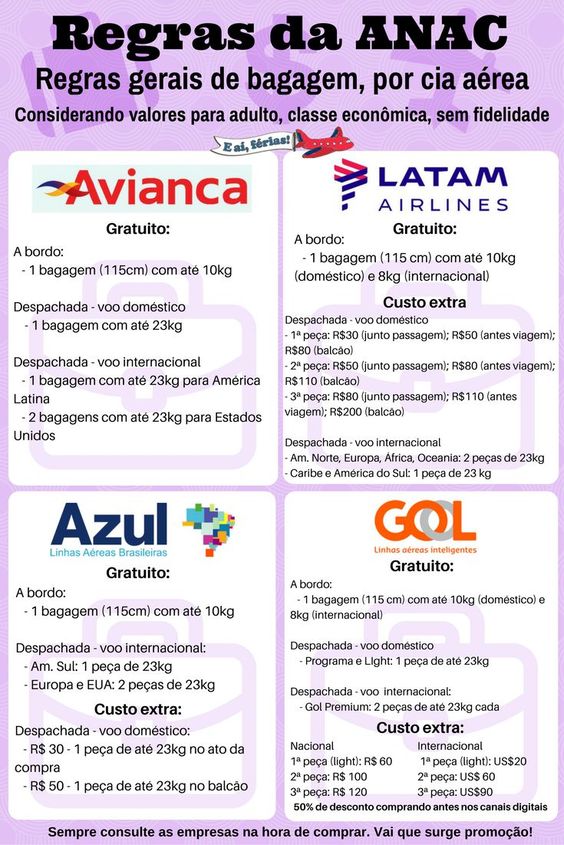 Regras da ANAC
Regras gerais de bagagem, por cia aérea
Considerando valores para adulto, classe econômica, sem fidelidade
E aí, férias!
Avianca
Gratuito:
A bordo:
- 1 bagagem (115cm) com até 10kg
Despachada - voo doméstico
- 1 bagagem com até 23kg
Despachada - voo internacional
- 1 bagagem com até 23kg para América
Latina
- 2 bagagens com até 23kg para Estados
Unidos
LATAM
AIRLINES
Gratuito:
A bordo:
- 1 bagagem (115 cm) com até 10kg
(doméstico) e 8kg (internacional)
Custo extra
Despachada - voo doméstico
- 1ª peça: R$30 (junto passagem); R$50 (antes viagem);
R$80 (balcão)
- 2ª peça: R$50 (junto passagem); R$80 (antes viagem);
R$110 (balcão)
- 3ª peça: R$80 (junto passagem); R$110 (antes
viagem); R$200 (balcão)
Despachada - voo internacional
- Am. Norte, Europa, África, Oceania: 2 peças de 23kg
- Caribe e América do Sul: 1 peça de 23 kg
Azul
Linhas Aéreas Brasileiras
Gratuito:
A bordo:
- 1 bagagem (115cm) com até 10kg
Despachada - voo internacional:
- Am. Sul: 1 peça de 23kg
- Europa e EUA: 2 peças de 23kg
Custo extra:
Despachada - voo doméstico:
- R$ 30 - 1 peça de até 23kg no ato da
compra
- R$ 50 - 1 peça de até 23kg no balcão
GOL
Linhas aéreas inteligentes
Gratuito:
A bordo:
- 1 bagagem (115 cm) com até 10kg (doméstico) e
8kg (internacional)
Despachada - voo doméstico
- Programa e LIght: 1 peça de até 23kg
Despachada - voo internacional:
- Gol Premium: 2 peças de até 23kg cada
Custo extra:
Nacional Internacional
1ª peça (light): R$ 60 1ª peça (light): US$20
2ª peça: R$ 100 2ª peça: US$ 60
3ª peça: R$ 120 3ª peça: US$90
50% de desconto comprando antes nos canais digitais
Sempre consulte as empresas na hora de comprar. Vai que surge promoção!